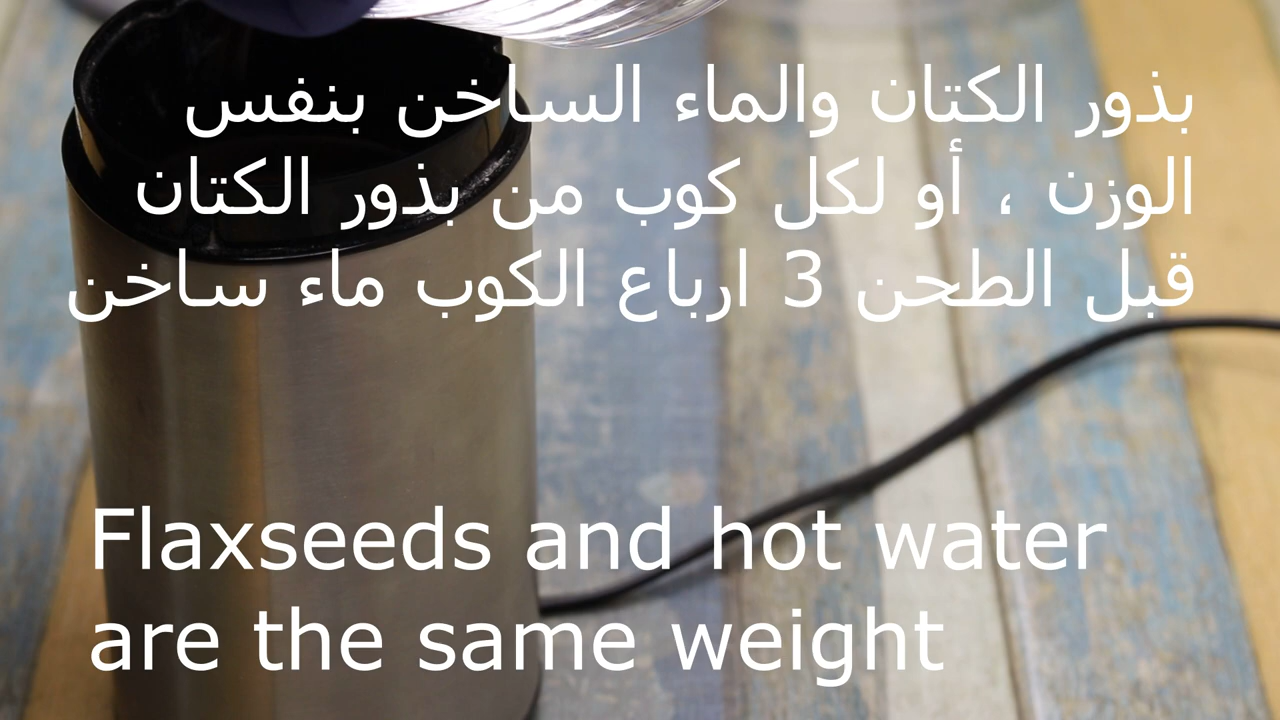 بذور الكتان والماء الساخن بنفس
الوزن ، أو لكل كوب من بذور الكتان
قبل الطحن 3 ارباع الكوب ماء ساخن
Flaxseeds and hot water
are the same weight